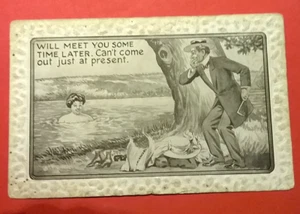 WILL MEET YOU SOME
TIME LATER. Can't come
out just at present.